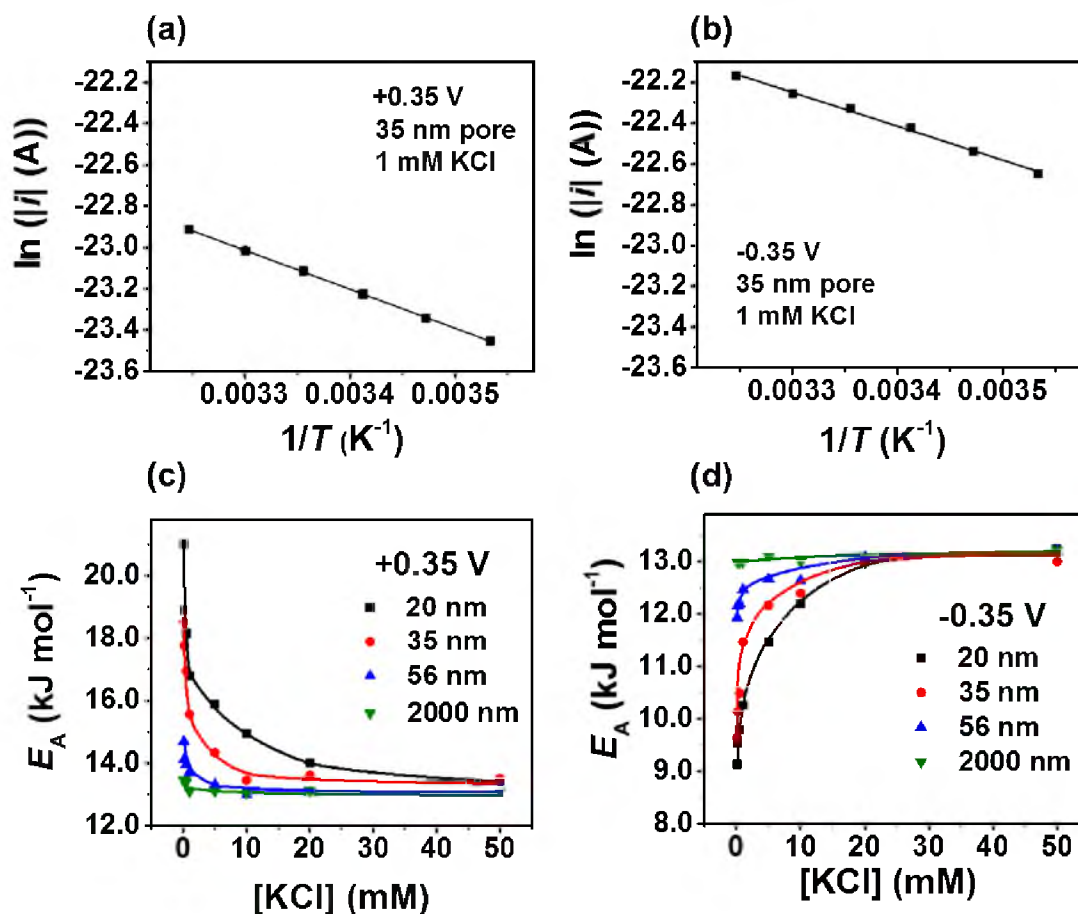 (a)
ln (|i| (A))
-22.2
-22.4
-22.6
-22.8
-23.0
-23.2
-23.4
-23.6
+0.35 V
35 nm pore
1 mM KCl
0.0033 0.0034 0.0035
1/T (K⁻¹)
(b)
ln (|i| (A))
-22.2
-22.4
-22.6
-22.8
-23.0
-23.2
-23.4
-23.6
-0.35 V
35 nm pore
1 mM KCl
0.0033 0.0034 0.0035
1/T (K⁻¹)
(c)
E_A (kJ mol⁻¹)
20.0
18.0
16.0
14.0
12.0
+0.35 V
20 nm
35 nm
56 nm
2000 nm
0 10 20 30 40 50
[KCl] (mM)
(d)
E_A (kJ mol⁻¹)
13.0
12.0
11.0
10.0
9.0
8.0
-0.35 V
20 nm
35 nm
56 nm
2000 nm
0 10 20 30 40 50
[KCl] (mM)